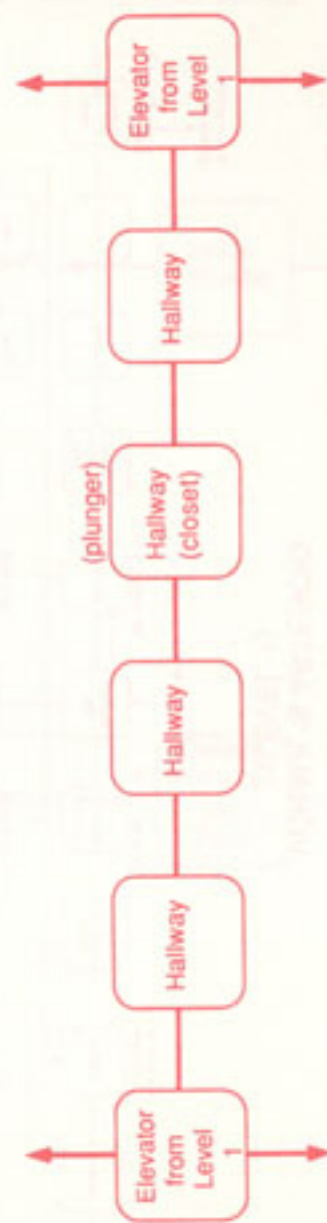 Elevator
from
Level
1
Hallway
Hallway
(plunger)
Hallway
(closet)
Hallway
Elevator
from
Level
1